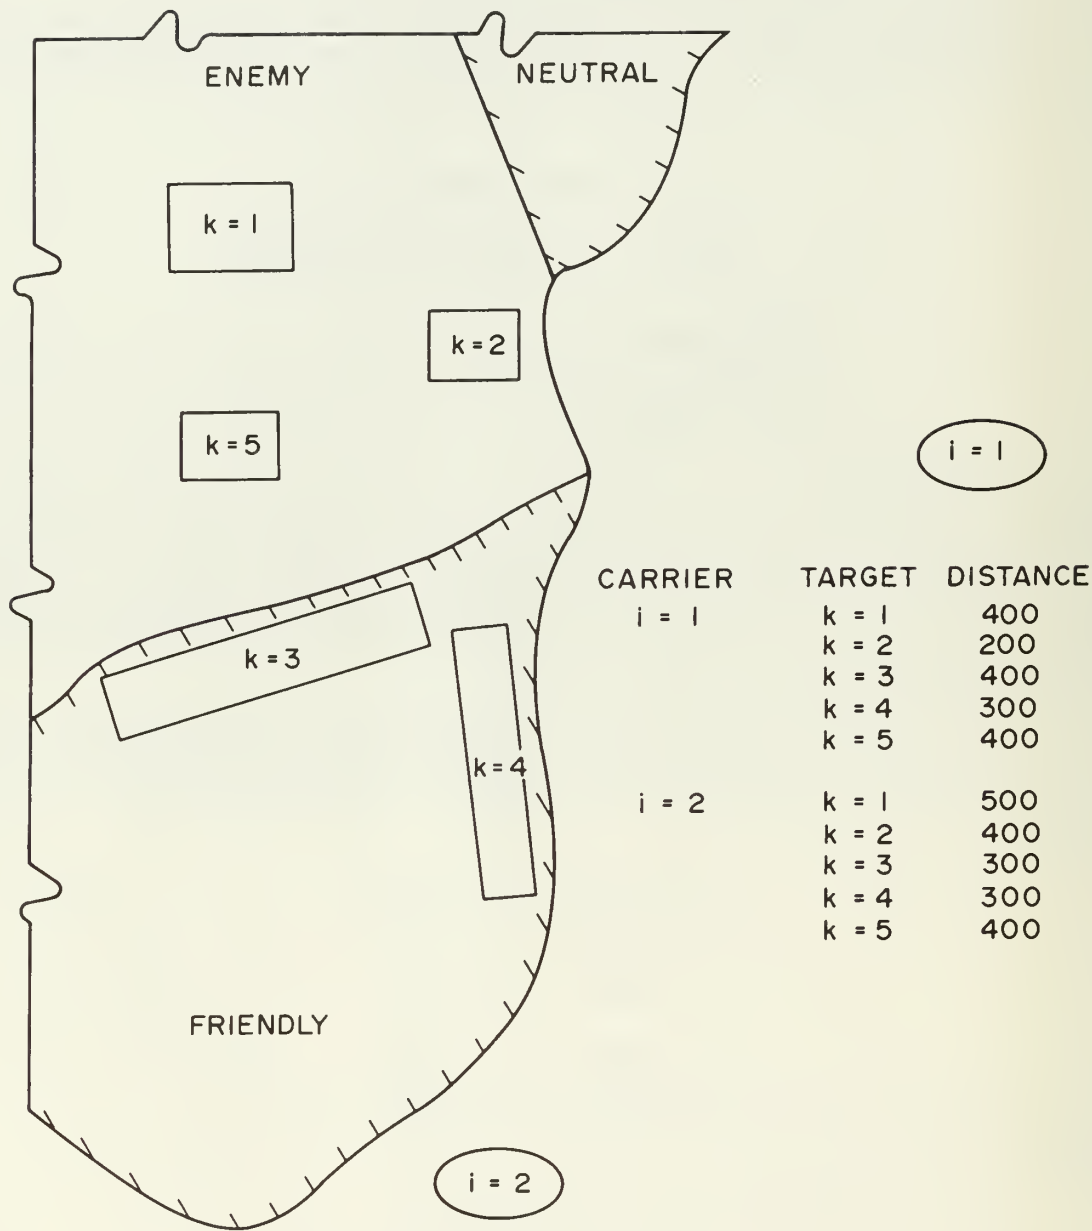 ENEMY
NEUTRAL
k = 1
k = 2
k = 5
i = 1
CARRIER TARGET DISTANCE
i = 1 k = 1 400
k = 2 200
k = 3 400
k = 4 300
k = 5 400
i = 2 k = 1 500
k = 2 400
k = 3 300
k = 4 300
k = 5 400
k = 3
k = 4
FRIENDLY
i = 2